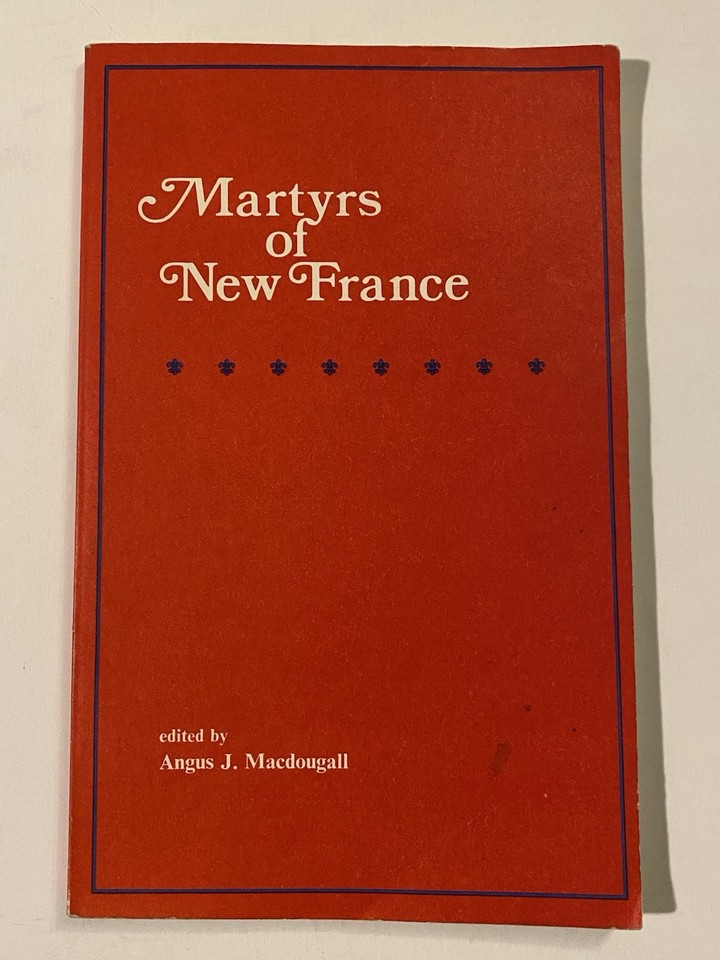 Martyrs
of
New France
edited by
Angus J. Macdougall